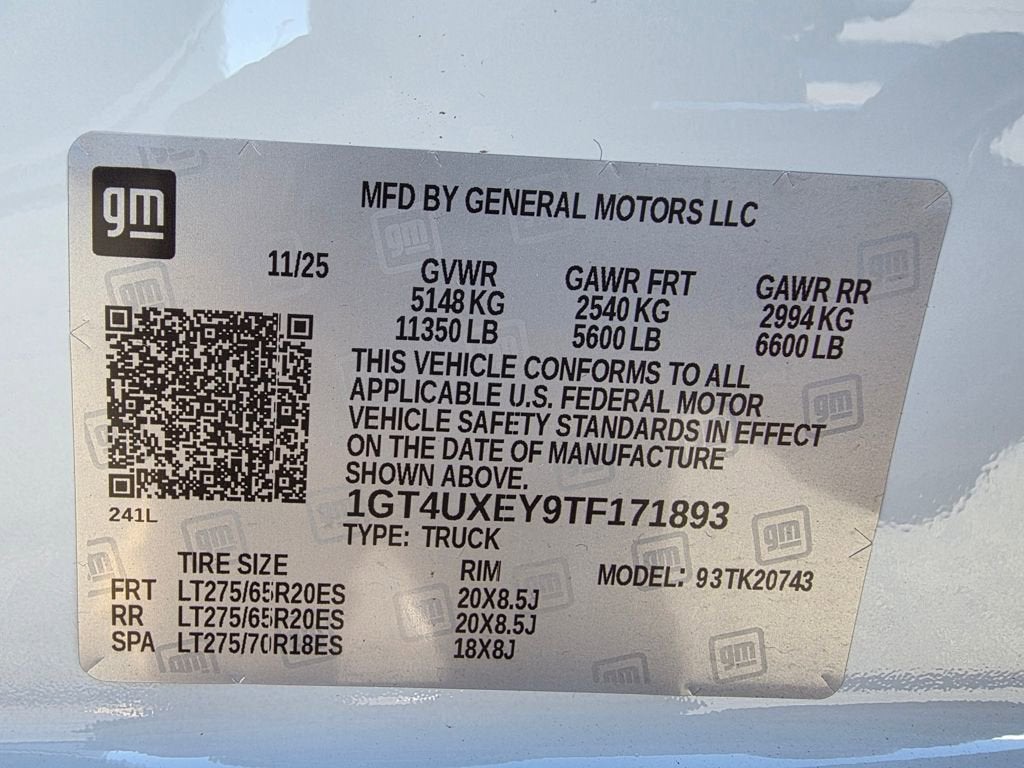 gm
MFD BY GENERAL MOTORS LLC
11/25
GVWR
5148 KG
11350 LB
GAWR FRT
2540 KG
5600 LB
GAWR RR
2994 KG
6600 LB
THIS VEHICLE CONFORMS TO ALL
APPLICABLE U.S. FEDERAL MOTOR
VEHICLE SAFETY STANDARDS IN EFFECT
ON THE DATE OF MANUFACTURE
SHOWN ABOVE.
241L
1GT4UXEY9TF171893
TYPE: TRUCK
TIRE SIZE
RIM
MODEL: 93TK20743
FRT LT275/65R20ES 20X8.5J
RR LT275/65R20ES 20X8.5J
SPA LT275/70R18ES 18X8J